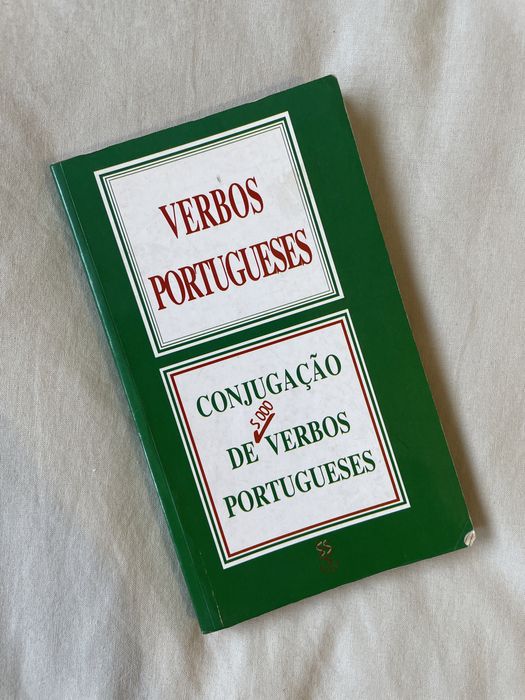 VERBOS
PORTUGUESES
CONJUGAÇÃO
5000
DE VERBOS
PORTUGUESES